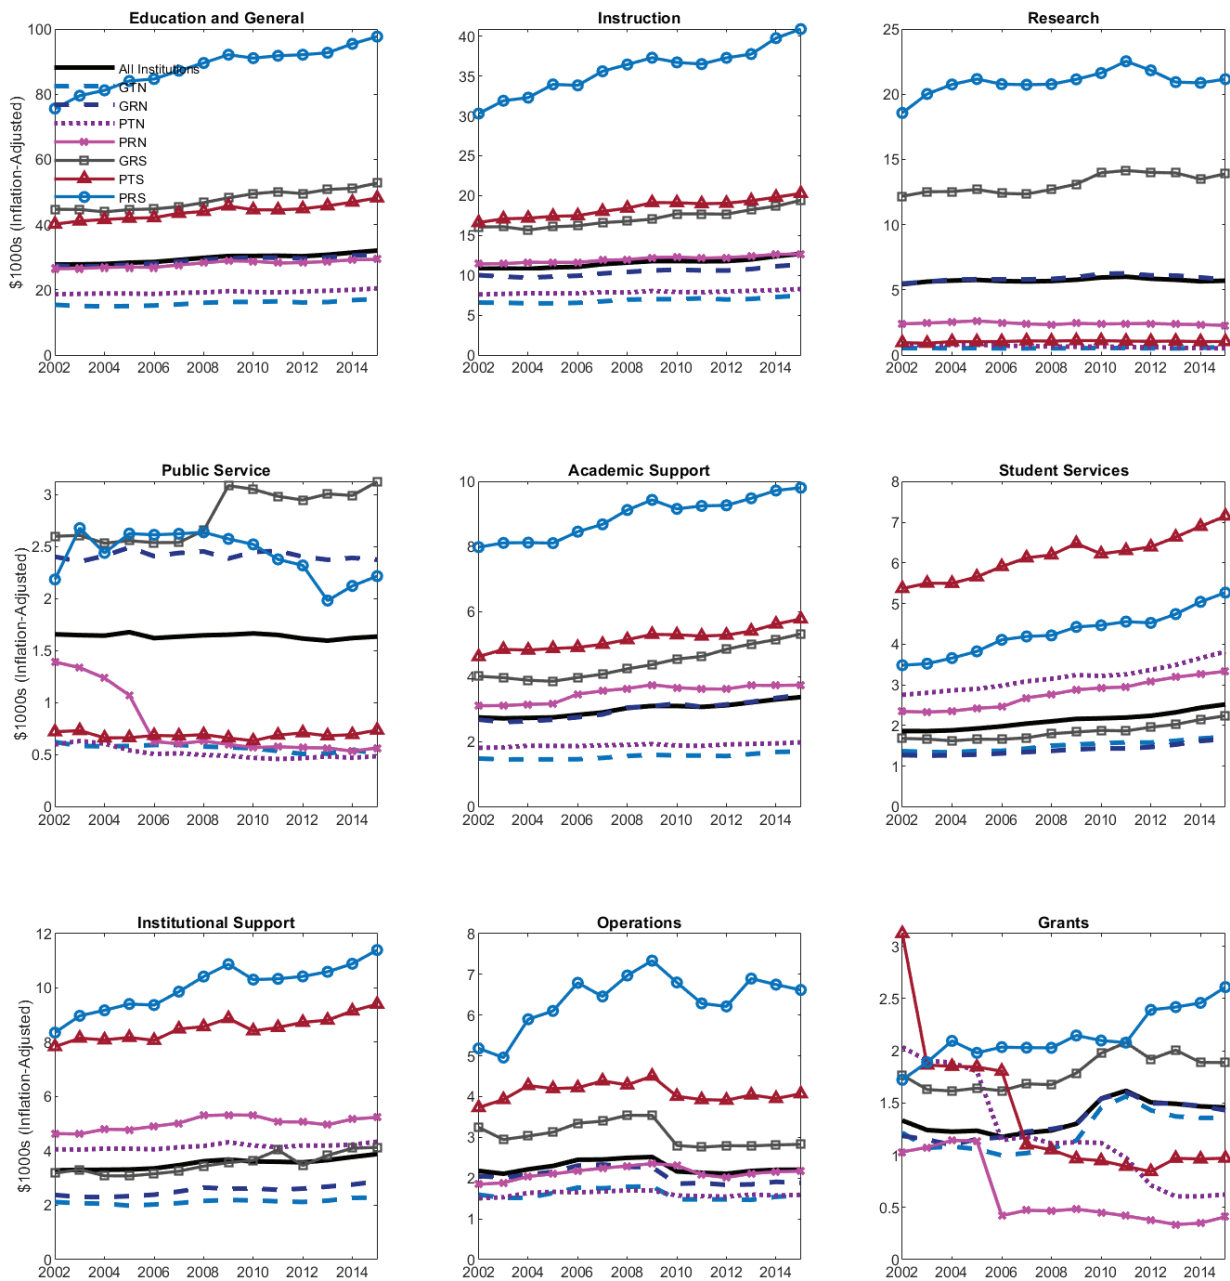 Education and General
Instruction
Research
$1000s (Inflation-Adjusted)
100
80
60
40
20
0
All Institutions
GTN
GRN
PTN
PRN
GRS
PTS
PRS
2002 2004 2006 2008 2010 2012 2014
40
35
30
25
20
15
10
5
0
2002 2004 2006 2008 2010 2012 2014
25
20
15
10
5
0
2002 2004 2006 2008 2010 2012 2014
Public Service
Academic Support
Student Services
$1000s (Inflation-Adjusted)
3
2.5
2
1.5
1
0.5
0
2002 2004 2006 2008 2010 2012 2014
10
8
6
4
2
0
2002 2004 2006 2008 2010 2012 2014
8
7
6
5
4
3
2
1
0
2002 2004 2006 2008 2010 2012 2014
Institutional Support
Operations
Grants
$1000s (Inflation-Adjusted)
12
10
8
6
4
2
0
2002 2004 2006 2008 2010 2012 2014
8
7
6
5
4
3
2
1
0
2002 2004 2006 2008 2010 2012 2014
3
2.5
2
1.5
1
0.5
0
2002 2004 2006 2008 2010 2012 2014